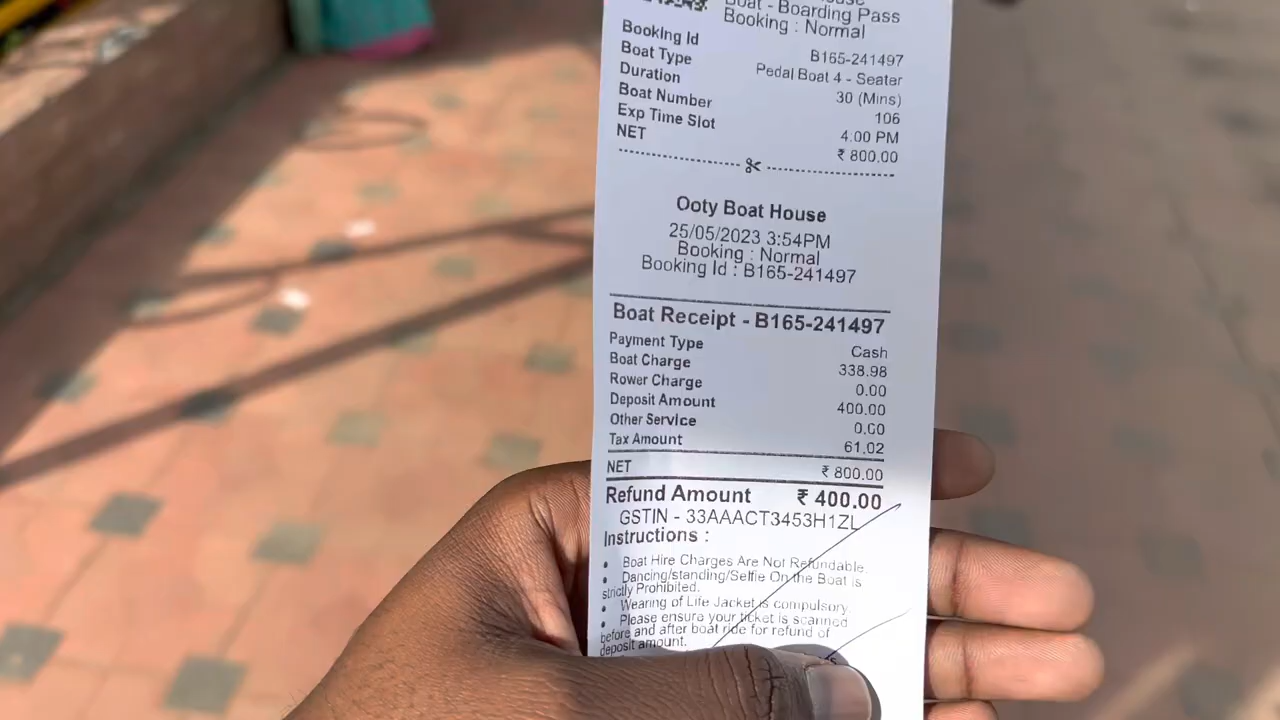 Boat - Boarding Pass
Booking : Normal
Booking Id B165-241497
Boat Type Pedal Boat 4 - Seater
Duration 30 (Mins)
Boat Number 106
Exp Time Slot 4.00 PM
NET ₹ 800.00
Ooty Boat House
25/05/2023 3:54PM
Booking : Normal
Booking Id : B165-241497
Boat Receipt - B165-241497
Payment Type Cash
Boat Charge 338.98
Rower Charge 0.00
Deposit Amount 400.00
Other Service 0.00
Tax Amount 61.02
NET ₹ 800.00
Refund Amount ₹ 400.00
GSTIN - 33AAACT3453H1ZL
Instructions :
• Boat Hire Charges Are Not Refundable.
• Dancing/standing/Selfie On the Boat is
strictly Prohibited.
• Wearing of Life Jacket is compulsory.
• Please ensure your ticket is scanned
before and after boat ride for refund of
deposit amount.